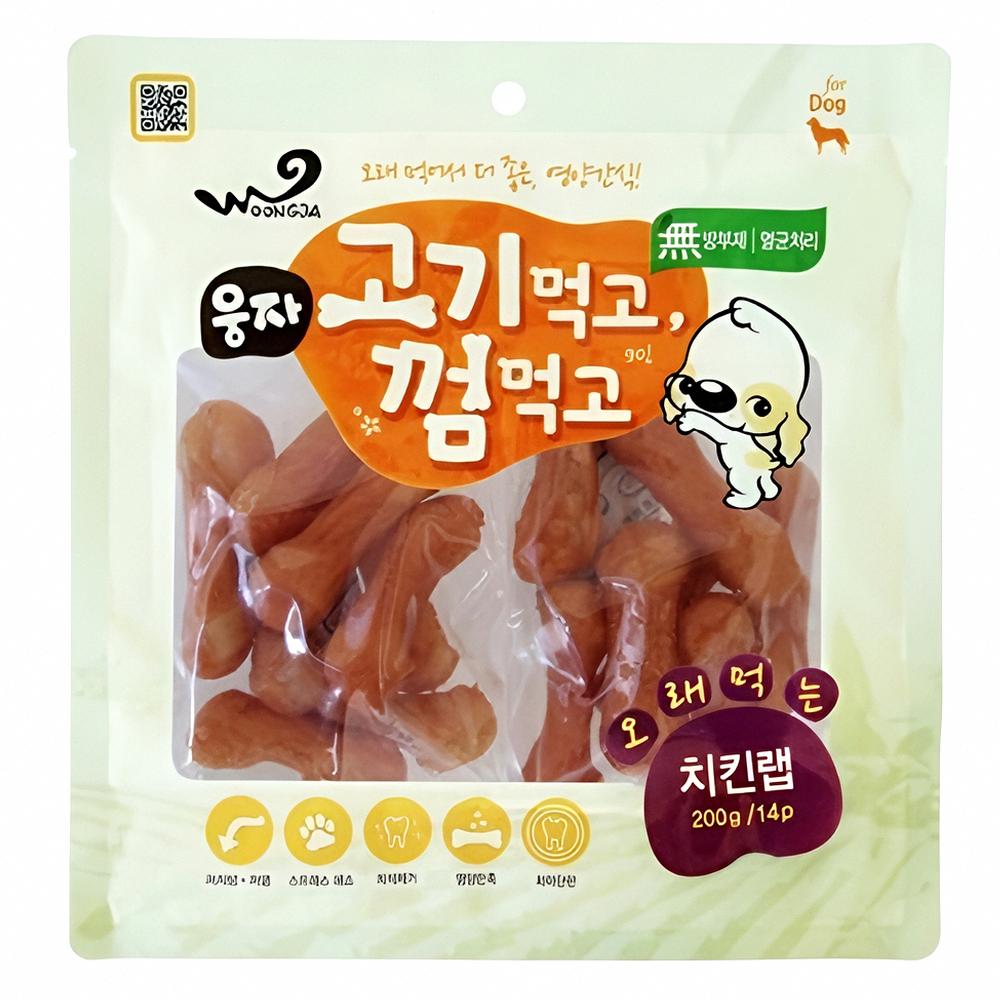 for
Dog
WOONGJA
오래 먹어서 더 좋은, 영양간식!
無 방부제 | 멸균처리
웅자
고기먹고,
껌먹고
오래먹는
치킨랩
200g /14p